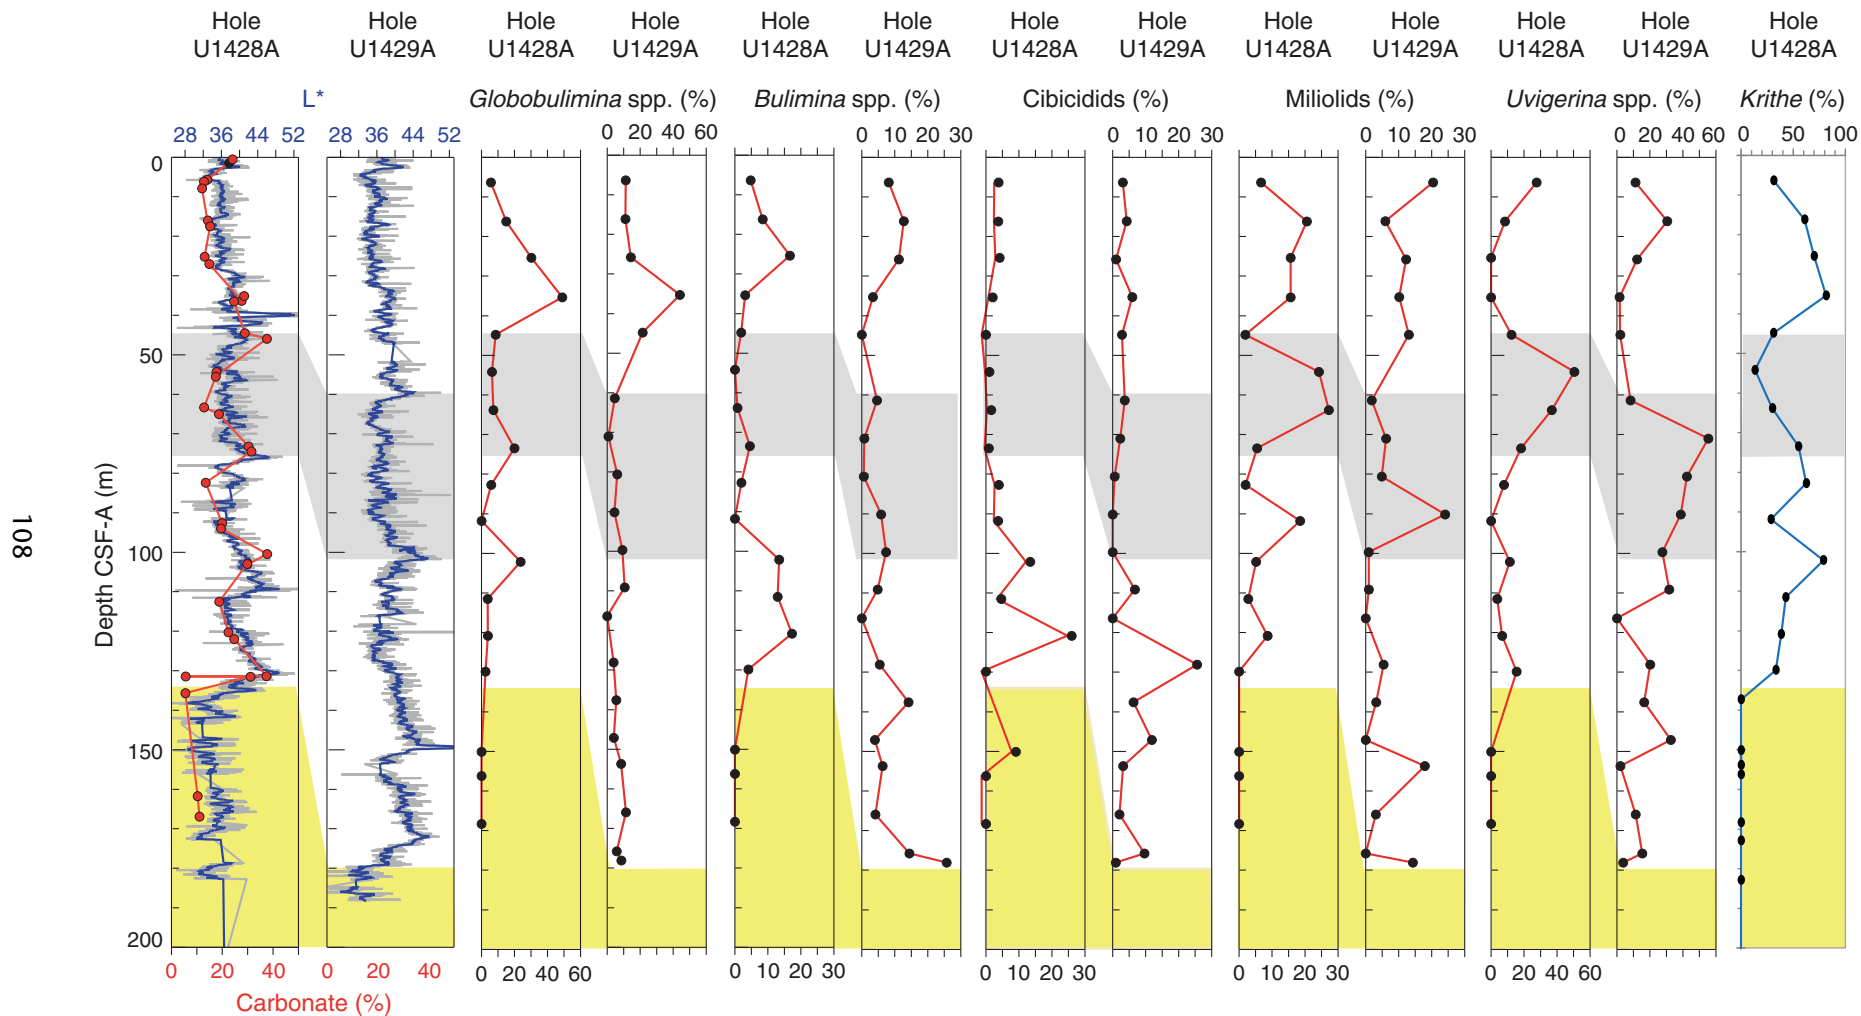 Hole Hole Hole Hole Hole Hole Hole Hole Hole Hole Hole Hole Hole
U1428A U1429A U1428A U1429A U1428A U1429A U1428A U1429A U1428A U1429A U1428A U1429A U1428A
L* Globobulimina spp. (%) Bulimina spp. (%) Cibicidids (%) Miliolids (%) Uvigerina spp. (%) Krithe (%)
28 36 44 52 28 36 44 52 0 20 40 60 0 10 20 30 0 10 20 30 0 10 20 30 0 20 40 60 0 50 100
0
50
100
150
200
Depth CSF-A (m)
108
0 20 40 0 20 40 0 20 40 60 0 10 20 30 0 10 20 30 0 10 20 30 0 20 40 60
Carbonate (%)